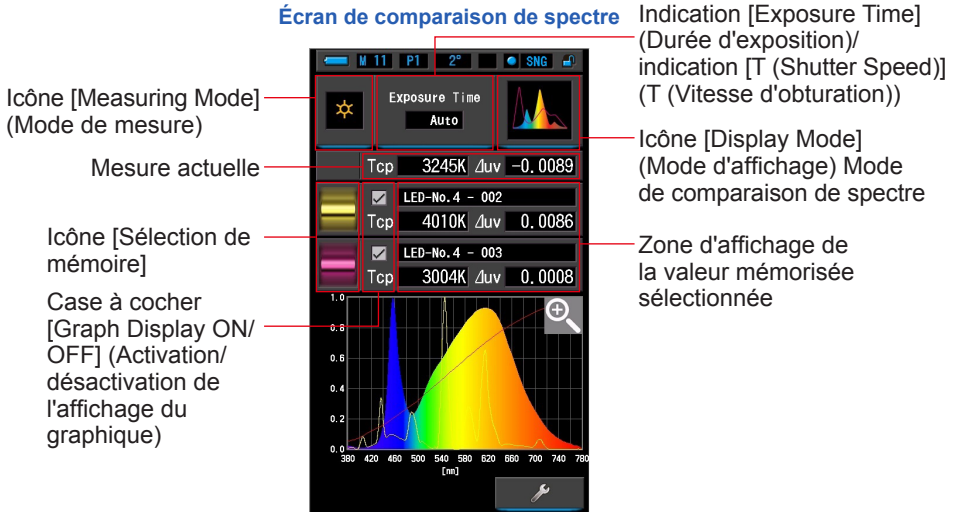 Écran de comparaison de spectre
Indication [Exposure Time]
(Durée d'exposition)/
indication [T (Shutter Speed)]
(T (Vitesse d'obturation))
Icône [Measuring Mode]
(Mode de mesure)
Mesure actuelle
Icône [Sélection de
mémoire]
Case à cocher
[Graph Display ON/
OFF] (Activation/
désactivation de
l'affichage du
graphique)
M 11 P1 2° SNG
Exposure Time
Auto
Tcp 3245K ⊿uv -0.0089
LED-No.4 - 002
Tcp 4010K ⊿uv 0.0086
LED-No.4 - 003
Tcp 3004K ⊿uv 0.0008
1.0
0.8
0.6
0.4
0.2
0.0
380 420 460 500 540 580 620 660 700 740 780
[nm]
Icône [Display Mode]
(Mode d'affichage) Mode
de comparaison de spectre
Zone d'affichage de
la valeur mémorisée
sélectionnée